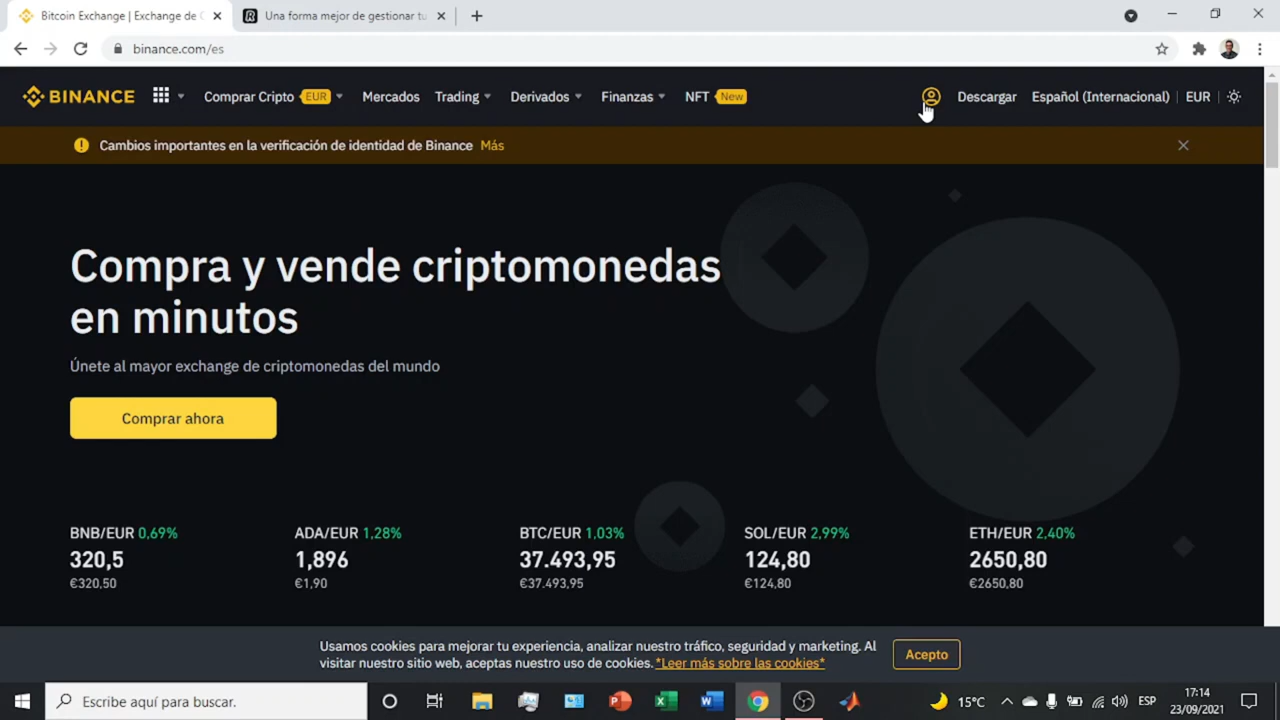 Bitcoin Exchange | Exchange de C
Una forma mejor de gestionar tu
binance.com/es
BINANCE
Comprar Cripto EUR
Mercados
Trading
Derivados
Finanzas
NFT New
Descargar
Español (Internacional)
EUR
Cambios importantes en la verificación de identidad de Binance Más
Compra y vende criptomonedas
en minutos
Únete al mayor exchange de criptomonedas del mundo
Comprar ahora
BNB/EUR 0,69%
320,5
€320,50
ADA/EUR 1,28%
1,896
€1,90
BTC/EUR 1,03%
37.493,95
€37.493,95
SOL/EUR 2,99%
124,80
€124,80
ETH/EUR 2,40%
2650,80
€2650,80
Usamos cookies para mejorar tu experiencia, analizar nuestro tráfico, seguridad y marketing. Al
visitar nuestro sitio web, aceptas nuestro uso de cookies. *Leer más sobre las cookies*
Acepto
Escribe aquí para buscar.
15°C
ESP
17:14
23/09/2021